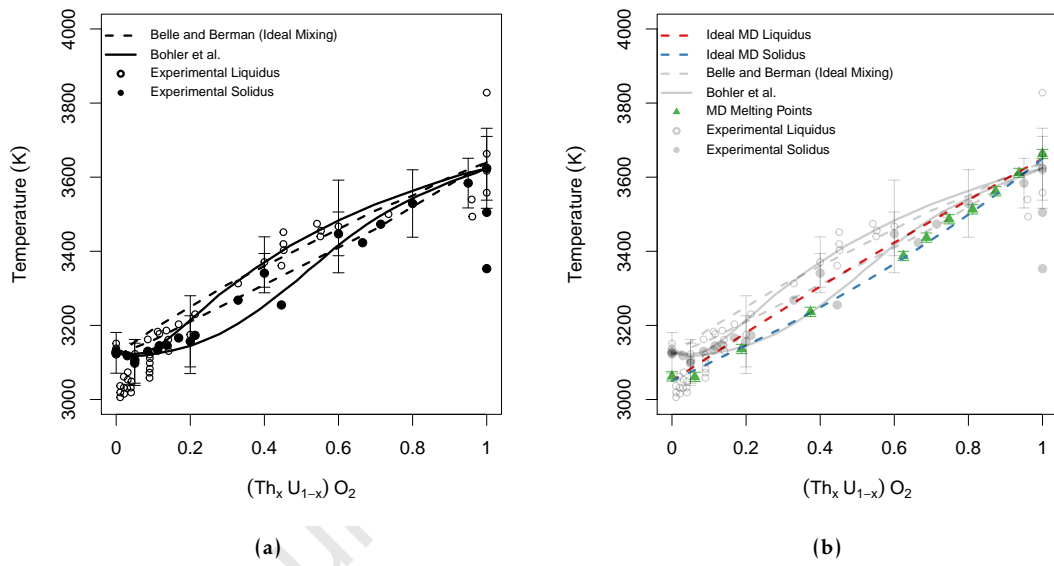 Belle and Berman (Ideal Mixing)
Bohler et al.
Experimental Liquidus
Experimental Solidus
Temperature (K)
4000
3800
3600
3400
3200
3000
0
0.2
0.4
0.6
0.8
1
(Thₓ U₁₋ₓ) O₂
(a)
Ideal MD Liquidus
Ideal MD Solidus
Belle and Berman (Ideal Mixing)
Bohler et al.
MD Melting Points
Experimental Liquidus
Experimental Solidus
Temperature (K)
4000
3800
3600
3400
3200
3000
0
0.2
0.4
0.6
0.8
1
(Thₓ U₁₋ₓ) O₂
(b)